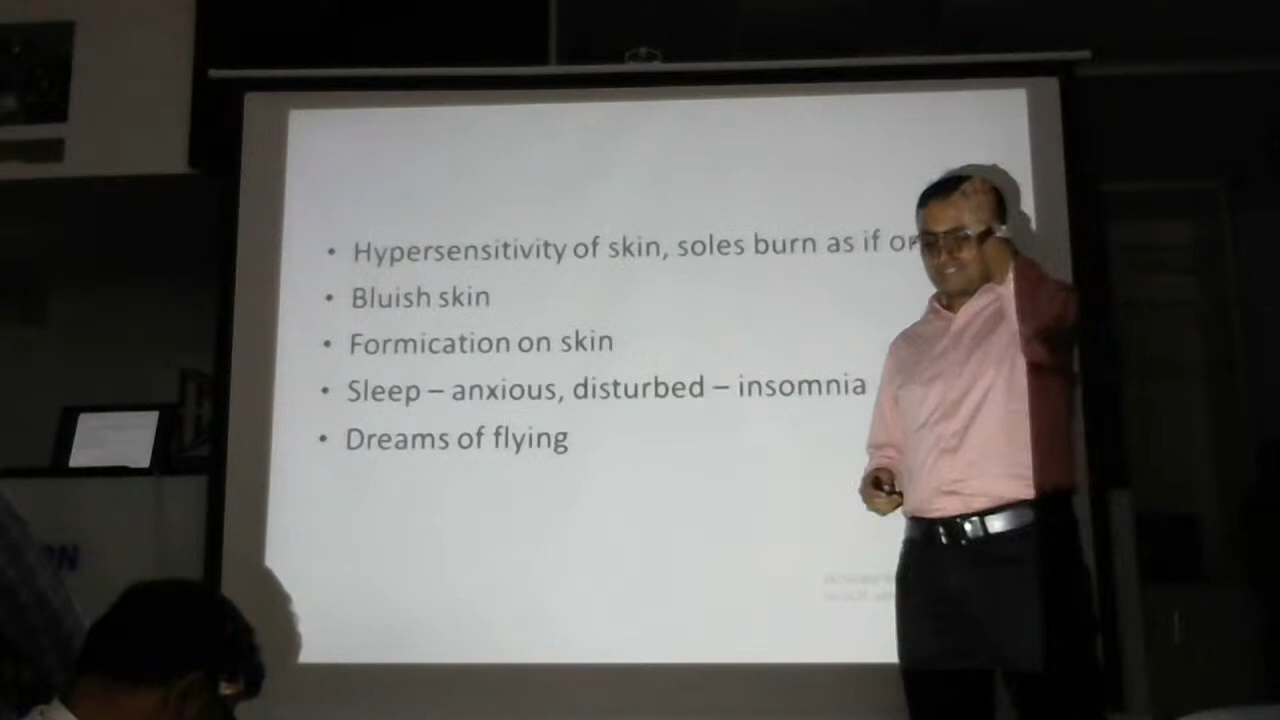 • Hypersensitivity of skin, soles burn as if
• Bluish skin
• Formication on skin
• Sleep – anxious, disturbed – insomnia
• Dreams of flying